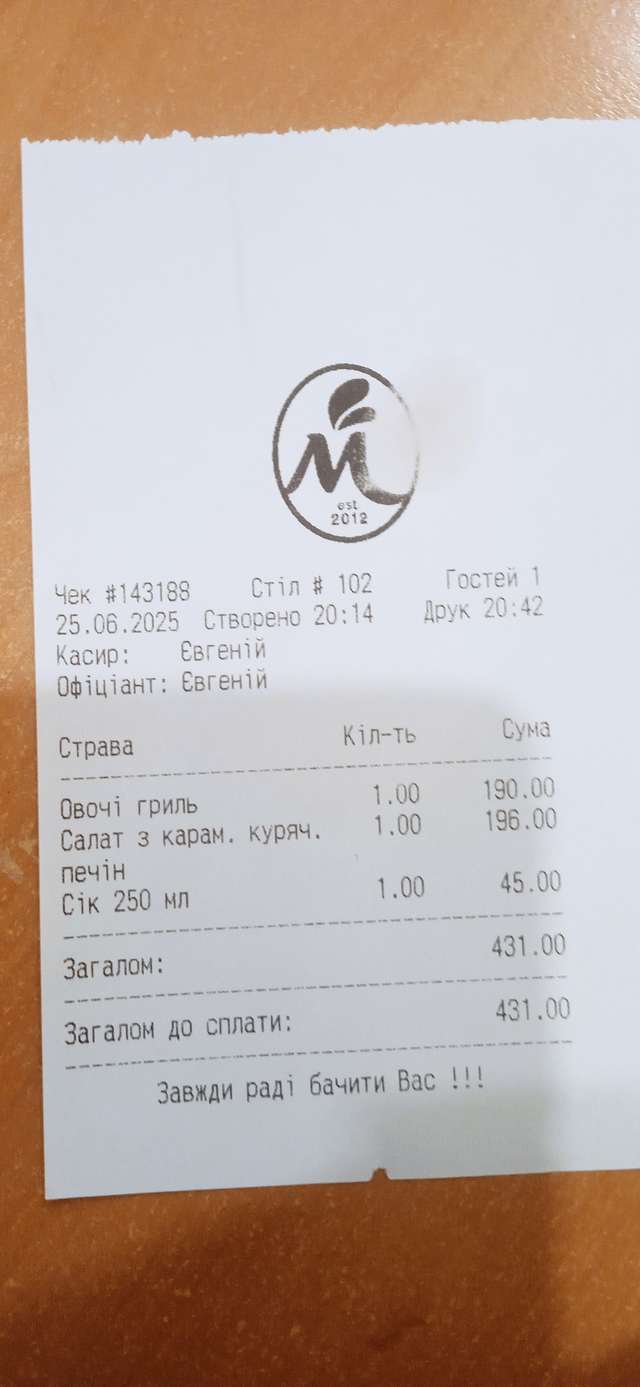 М
est
2012
Чек #143188 Стіл # 102 Гостей 1
25.06.2025 Створено 20:14 Друк 20:42
Касир: Євгеній
Офіціант: Євгеній
Страва Кіл-ть Сума
Овочі гриль 1.00 190.00
Салат з карам. куряч. 1.00 196.00
печін
Сік 250 мл 1.00 45.00
Загалом: 431.00
Загалом до сплати: 431.00
Завжди раді бачити Вас !!!